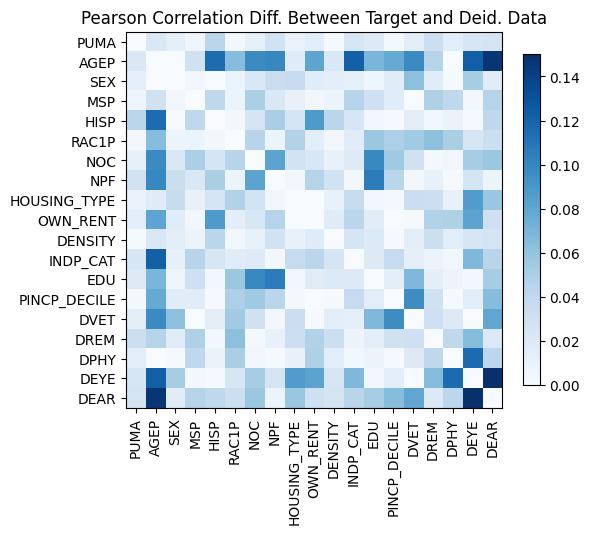 Pearson Correlation Diff. Between Target and Deid. Data
PUMA
AGEP
SEX
MSP
HISP
RAC1P
NOC
NPF
HOUSING_TYPE
OWN_RENT
DENSITY
INDP_CAT
EDU
PINCP_DECILE
DVET
DREM
DPHY
DEYE
DEAR
PUMA
AGEP
SEX
MSP
HISP
RAC1P
NOC
NPF
HOUSING_TYPE
OWN_RENT
DENSITY
INDP_CAT
EDU
PINCP_DECILE
DVET
DREM
DPHY
DEYE
DEAR
0.14
0.12
0.10
0.08
0.06
0.04
0.02
0.00